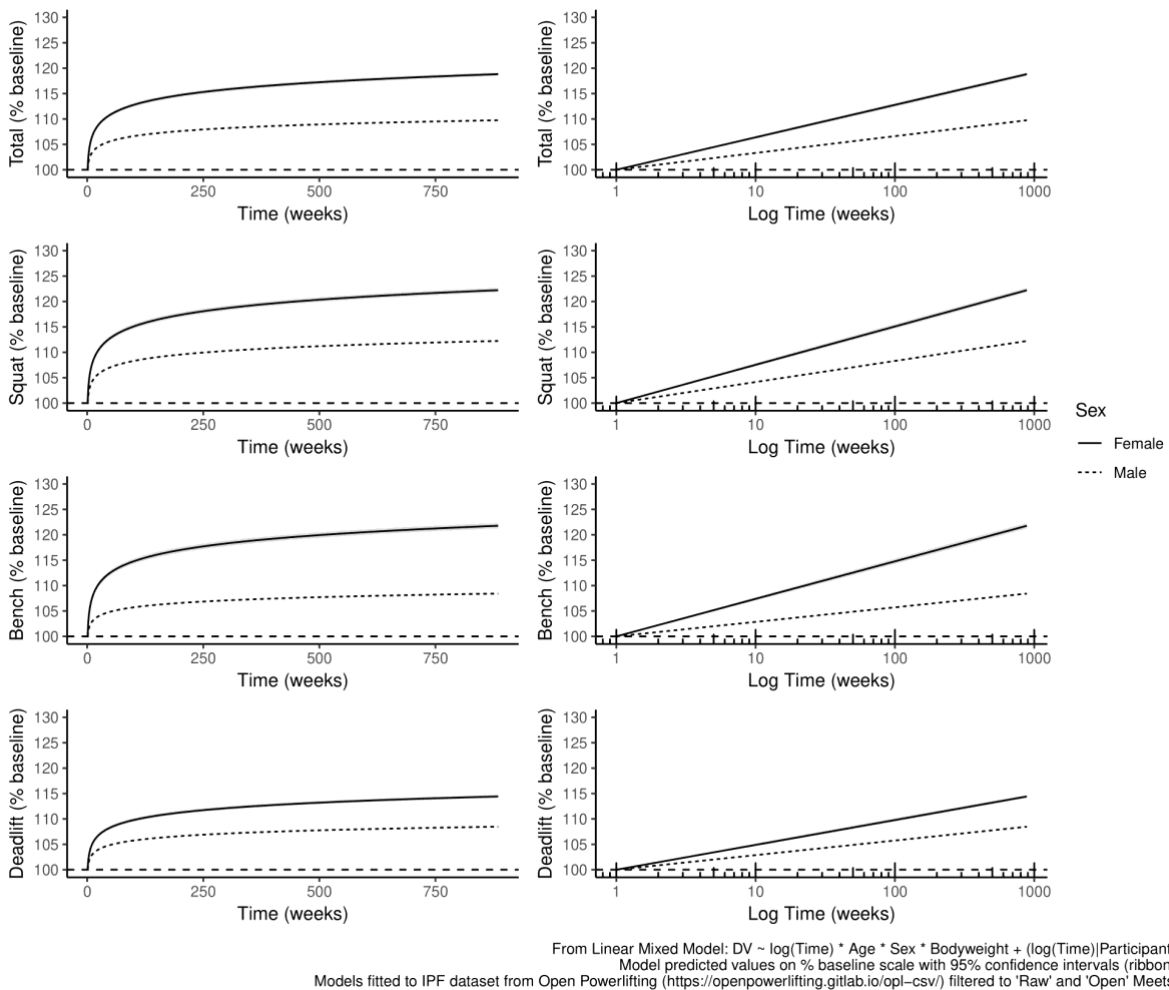 130
125
120
115
110
105
100
Total (% baseline)
0 250 500 750
Time (weeks)
130
125
120
115
110
105
100
Total (% baseline)
1 10 100 1000
Log Time (weeks)
130
125
120
115
110
105
100
Squat (% baseline)
0 250 500 750
Time (weeks)
130
125
120
115
110
105
100
Squat (% baseline)
1 10 100 1000
Log Time (weeks)
Sex
Female
Male
130
125
120
115
110
105
100
Bench (% baseline)
0 250 500 750
Time (weeks)
130
125
120
115
110
105
100
Bench (% baseline)
1 10 100 1000
Log Time (weeks)
130
125
120
115
110
105
100
Deadlift (% baseline)
0 250 500 750
Time (weeks)
130
125
120
115
110
105
100
Deadlift (% baseline)
1 10 100 1000
Log Time (weeks)
From Linear Mixed Model: DV ~ log(Time) * Age * Sex * Bodyweight + (log(Time)|Participant
Model predicted values on % baseline scale with 95% confidence intervals (ribbon
Models fitted to IPF dataset from Open Powerlifting (https://openpowerlifting.gitlab.io/opl−csv/) filtered to 'Raw' and 'Open' Meets